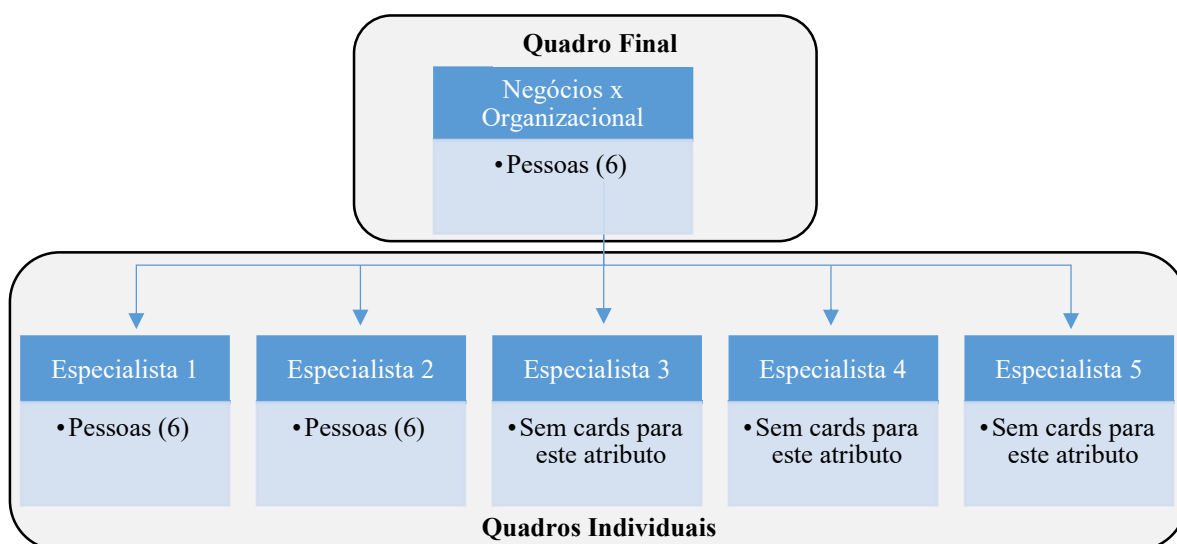 Quadro Final
Negócios x
Organizacional
•Pessoas (6)
Especialista 1
•Pessoas (6)
Especialista 2
•Pessoas (6)
Especialista 3
•Sem cards para
este atributo
Especialista 4
•Sem cards para
este atributo
Especialista 5
•Sem cards para
este atributo
Quadros Individuais